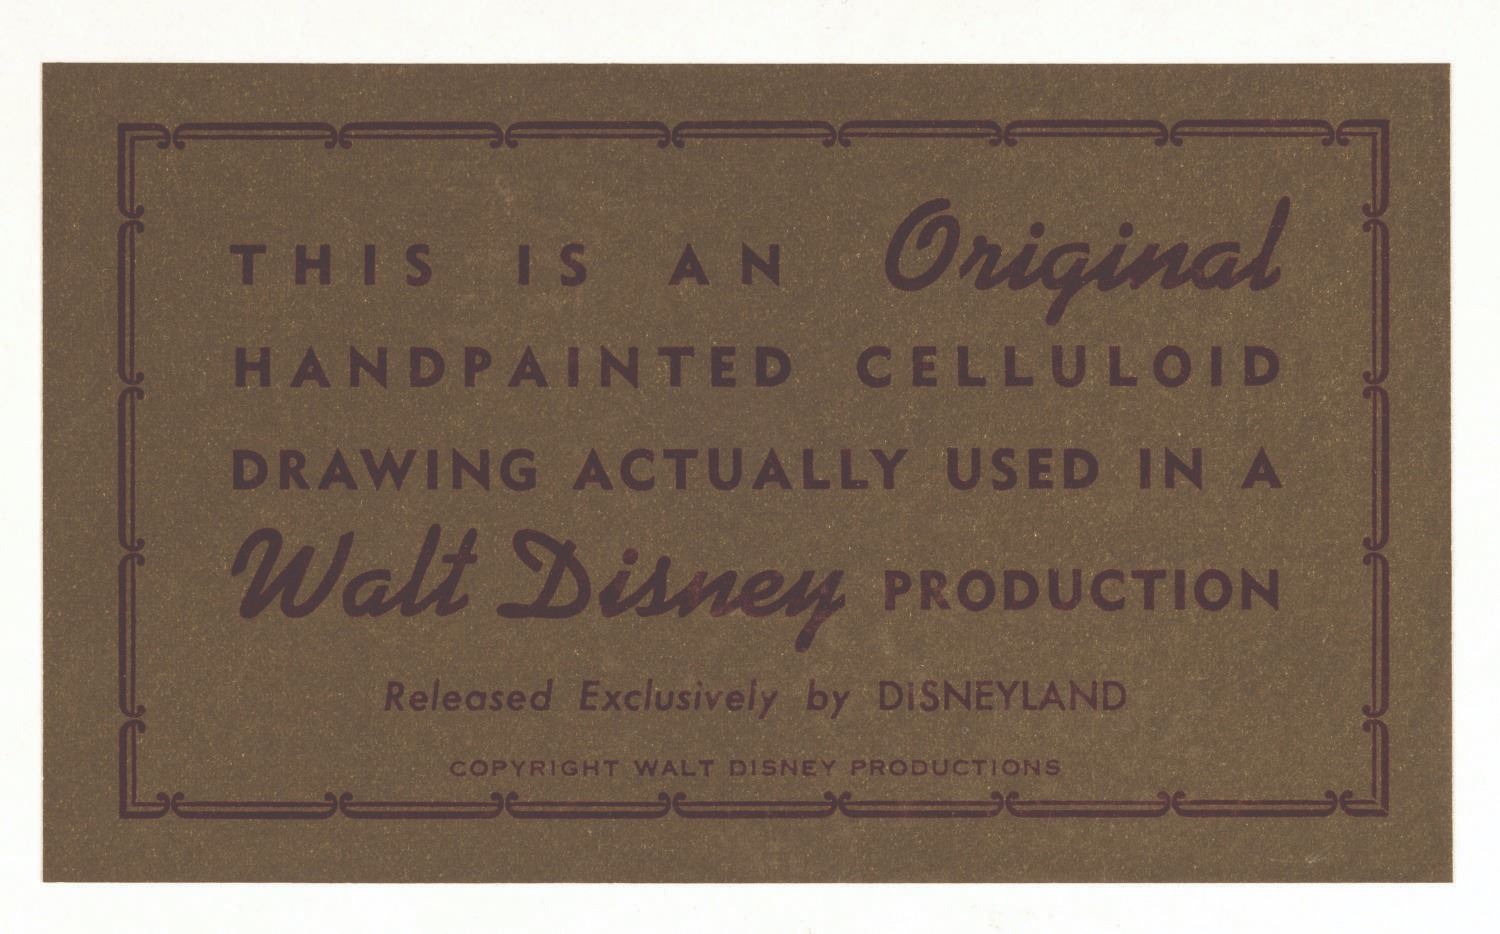 THIS IS AN Original
HANDPAINTED CELLULOID
DRAWING ACTUALLY USED IN A
Walt Disney PRODUCTION
Released Exclusively by DISNEYLAND
COPYRIGHT WALT DISNEY PRODUCTIONS